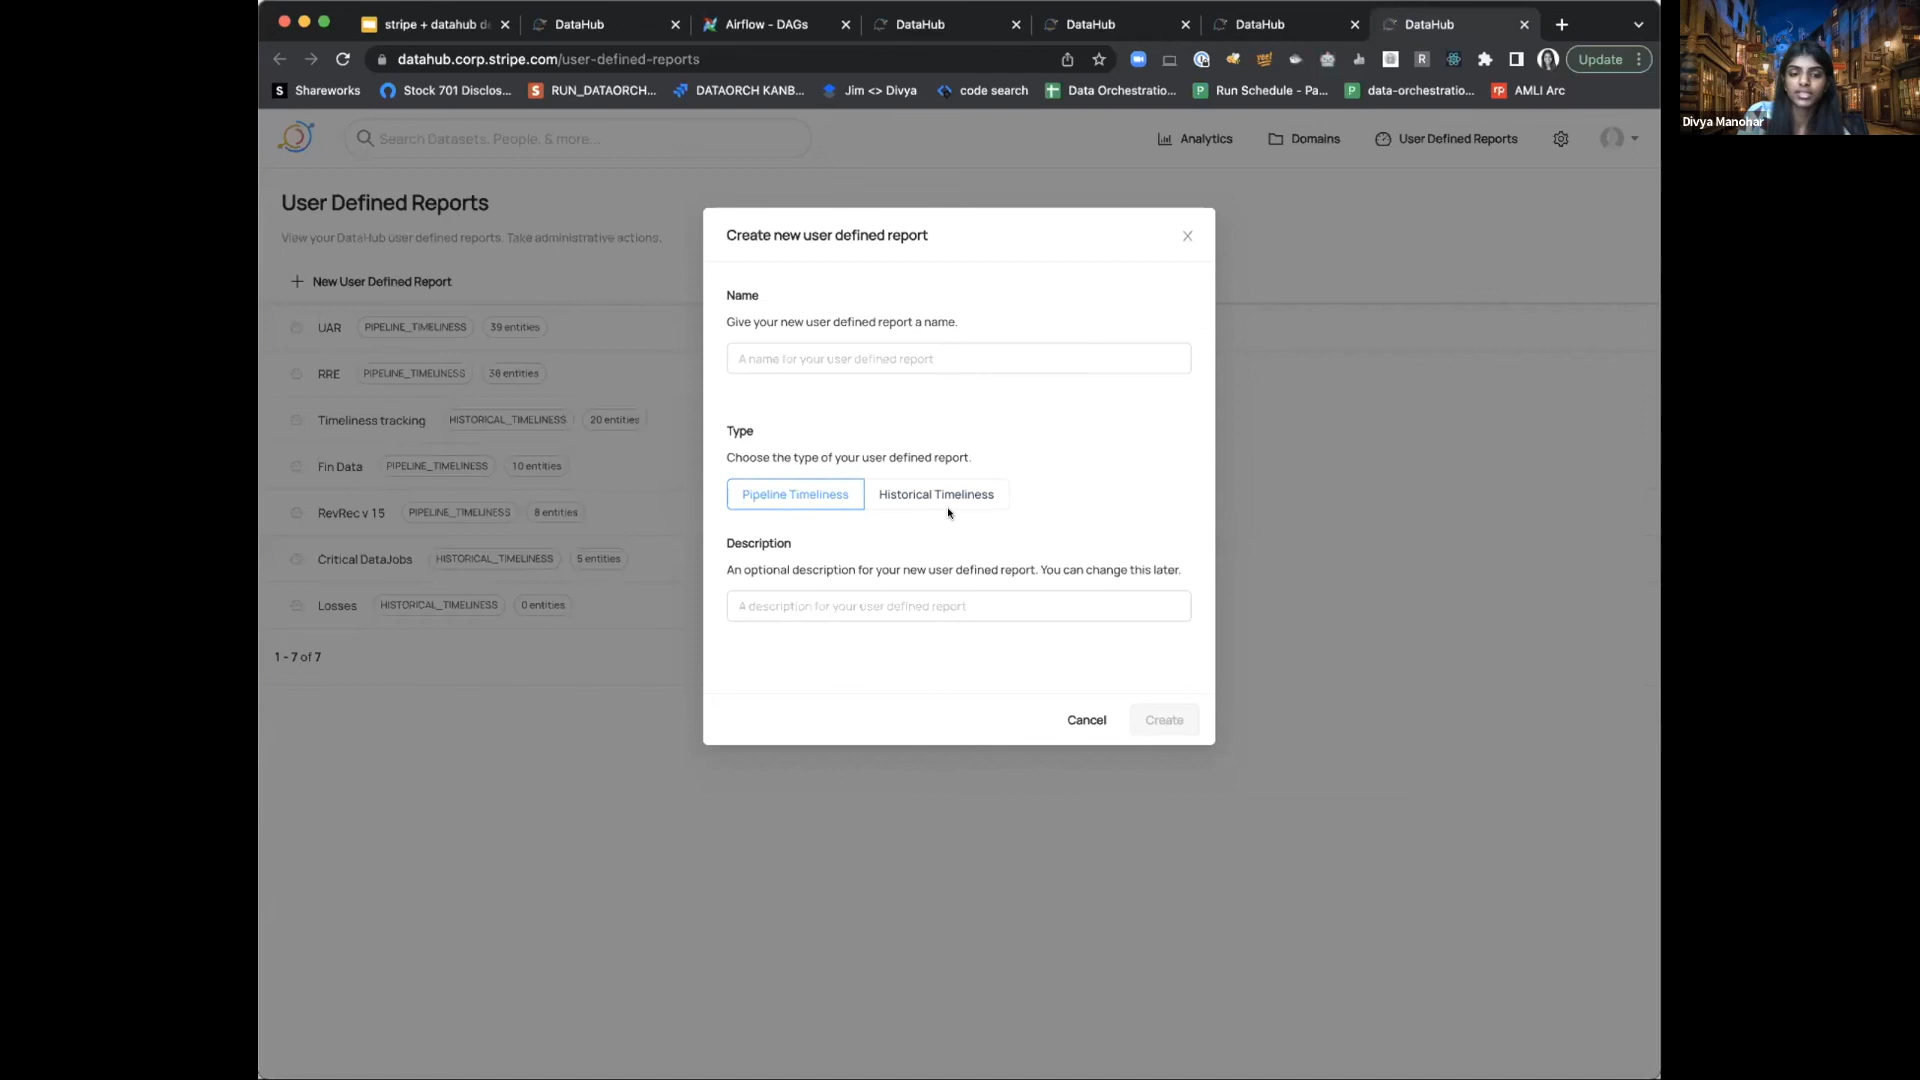 stripe + datahub d
DataHub
Airflow - DAGs
DataHub
DataHub
DataHub
DataHub
datahub.corp.stripe.com/user-defined-reports
Update
S Shareworks
Stock 701 Disclos...
S RUN_DATAORCH...
DATAORCH KANB...
Jim <> Divya
code search
Data Orchestratio...
P Run Schedule - Pa...
P data-orchestratio...
rp AMLI Arc
Divya Manohar
Search Datasets, People, & more...
Analytics
Domains
User Defined Reports
User Defined Reports
View your DataHub user defined reports. Take administrative actions.
+ New User Defined Report
UAR PIPELINE_TIMELINESS 39 entities
RRE PIPELINE_TIMELINESS 38 entities
Timeliness tracking HISTORICAL_TIMELINESS 20 entities
Fin Data PIPELINE_TIMELINESS 10 entities
RevRec v 15 PIPELINE_TIMELINESS 8 entities
Critical DataJobs HISTORICAL_TIMELINESS 5 entities
Losses HISTORICAL_TIMELINESS 0 entities
1 - 7 of 7
Create new user defined report
Name
Give your new user defined report a name.
A name for your user defined report
Type
Choose the type of your user defined report.
Pipeline Timeliness Historical Timeliness
Description
An optional description for your new user defined report. You can change this later.
A description for your user defined report
Cancel Create